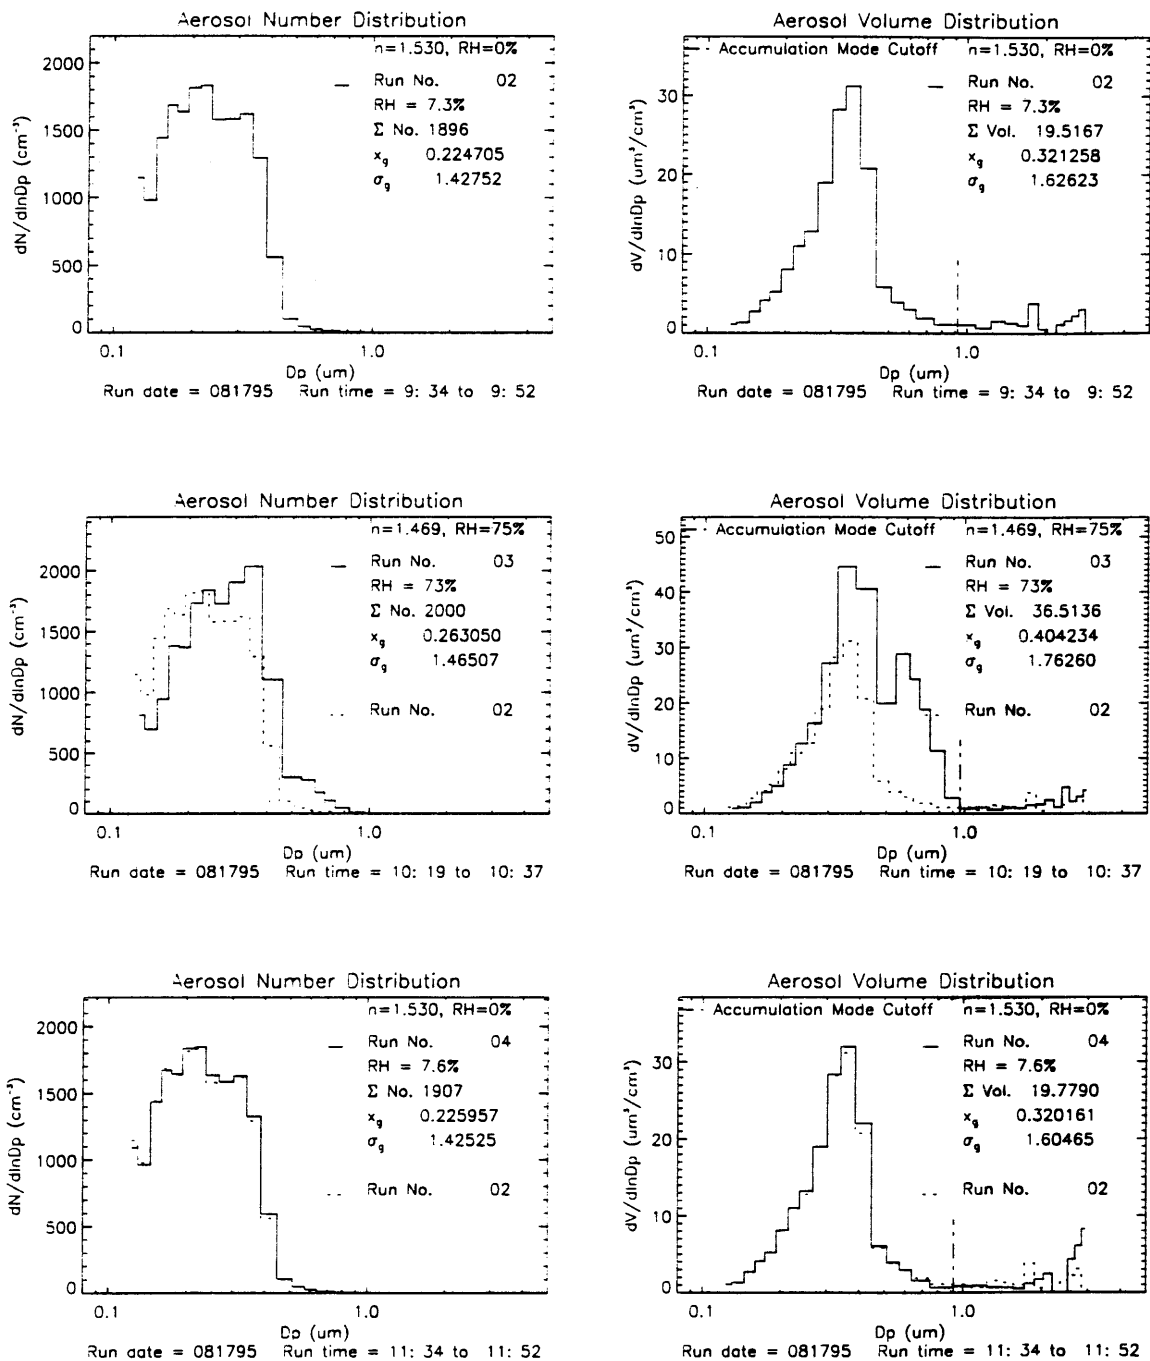 Aerosol Number Distribution
dN/dlnDp (cm⁻³)
2000
1500
1000
500
0
n=1.530, RH=0%
Run No. 02
RH = 7.3%
Σ No. 1896
x_g 0.224705
σ_g 1.42752
0.1 1.0
Dp (um)
Run date = 081795 Run time = 9: 34 to 9: 52
Aerosol Volume Distribution
dV/dlnDp (um³/cm³)
30
20
10
0
Accumulation Mode Cutoff n=1.530, RH=0%
Run No. 02
RH = 7.3%
Σ Vol. 19.5167
x_g 0.321258
σ_g 1.62623
0.1 1.0
Dp (um)
Run date = 081795 Run time = 9: 34 to 9: 52
Aerosol Number Distribution
dN/dlnDp (cm⁻³)
2000
1500
1000
500
0
n=1.469, RH=75%
Run No. 03
RH = 73%
Σ No. 2000
x_g 0.263050
σ_g 1.46507
Run No. 02
0.1 1.0
Dp (um)
Run date = 081795 Run time = 10: 19 to 10: 37
Aerosol Volume Distribution
dV/dlnDp (um³/cm³)
50
40
30
20
10
0
Accumulation Mode Cutoff n=1.469, RH=75%
Run No. 03
RH = 73%
Σ Vol. 36.5136
x_g 0.404234
σ_g 1.76260
Run No. 02
0.1 1.0
Dp (um)
Run date = 081795 Run time = 10: 19 to 10: 37
Aerosol Number Distribution
dN/dlnDp (cm⁻³)
2000
1500
1000
500
0
n=1.530, RH=0%
Run No. 04
RH = 7.6%
Σ No. 1907
x_g 0.225957
σ_g 1.42525
Run No. 02
0.1 1.0
Dp (um)
Run date = 081795 Run time = 11: 34 to 11: 52
Aerosol Volume Distribution
dV/dlnDp (um³/cm³)
30
20
10
0
Accumulation Mode Cutoff n=1.530, RH=0%
Run No. 04
RH = 7.6%
Σ Vol. 19.7790
x_g 0.320161
σ_g 1.60465
Run No. 02
0.1 1.0
Dp (um)
Run date = 081795 Run time = 11: 34 to 11: 52